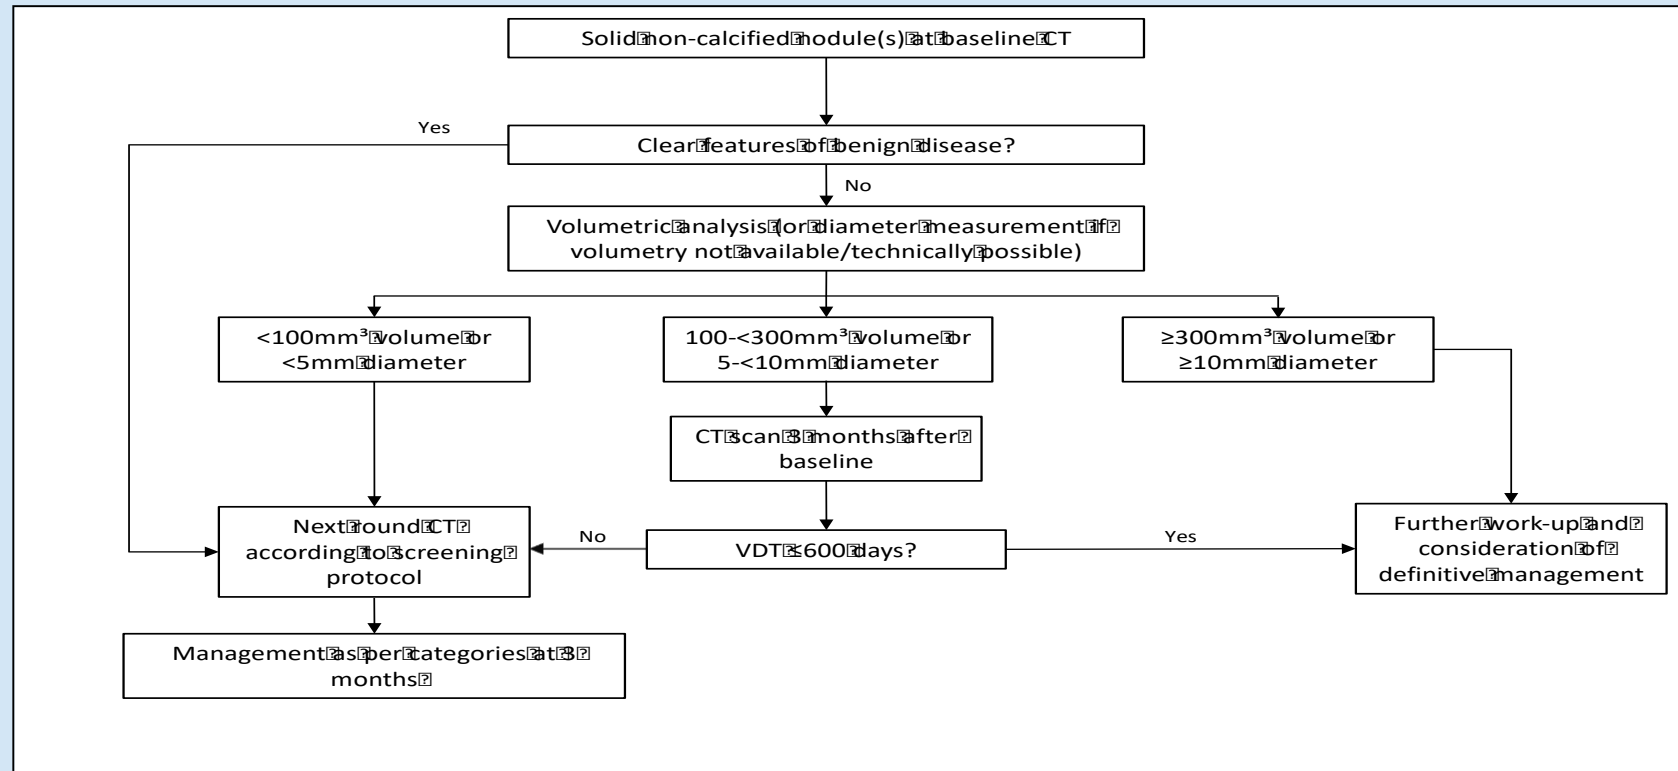 Solid non-calcified nodule(s) at baseline CT
Yes
Clear features of benign disease?
No
Volumetric analysis (or diameter measurement if
volumetry not available/technically possible)
<100mm³ volume or
<5mm diameter
100-<300mm³ volume or
5-<10mm diameter
≥300mm³ volume or
≥10mm diameter
CT scan 3 months after
baseline
Next round CT
according to screening
protocol
No
VDT ≤600 days?
Yes
Further work-up and
consideration of
definitive management
Management as per categories at 3
months